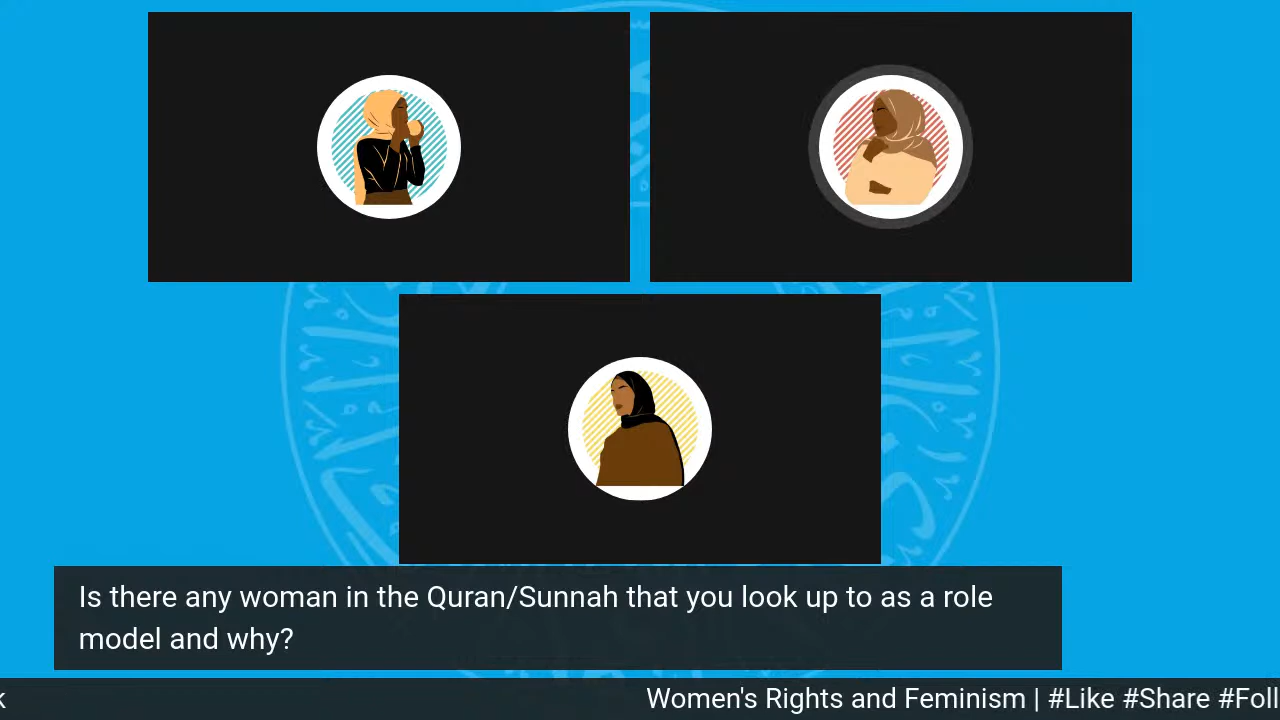 Is there any woman in the Quran/Sunnah that you look up to as a role
model and why?
k Women's Rights and Feminism | #Like #Share #Foll